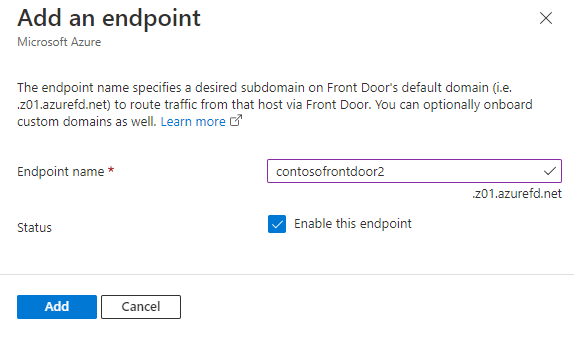 Add an endpoint
Microsoft Azure
The endpoint name specifies a desired subdomain on Front Door's default domain (i.e.
.z01.azurefd.net) to route traffic from that host via Front Door. You can optionally onboard
custom domains as well. Learn more
Endpoint name * contosofrontdoor2
.z01.azurefd.net
Status Enable this endpoint
Add Cancel